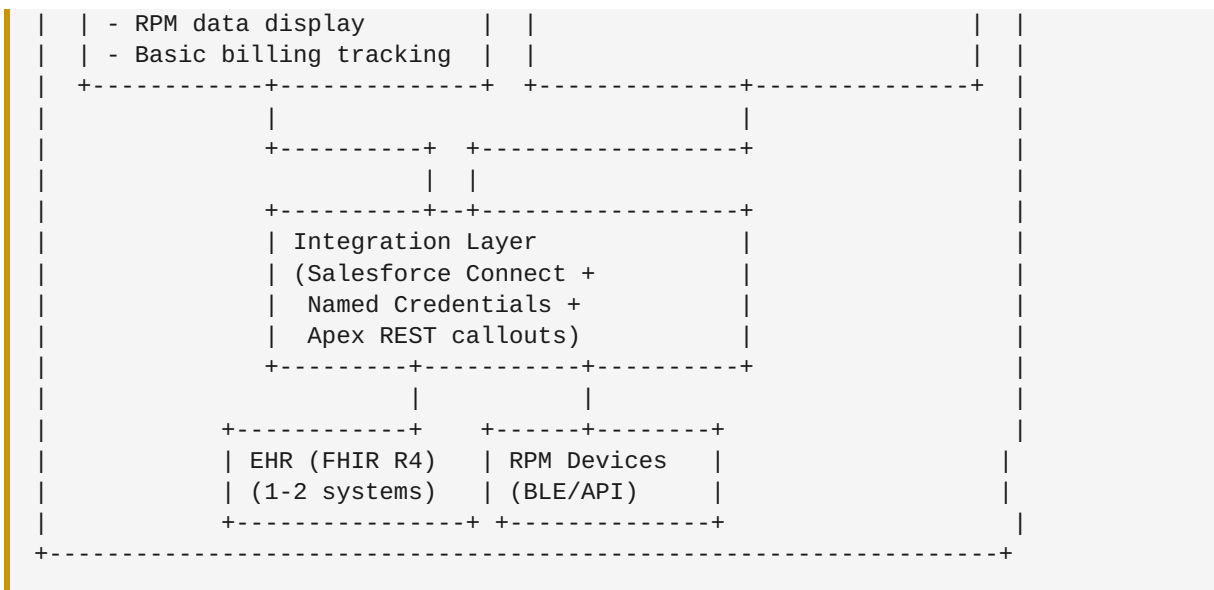 |  | - RPM data display        |  |                              |  |
|  | - Basic billing tracking  |  |                              |  |
|  +------------+--------------+  +--------------+---------------+  |
|               |                                |                  |
|               +----------+  +------------------+                  |
|                          |  |                                     |
|               +----------+--+------------------+                  |
|               | Integration Layer              |                  |
|               | (Salesforce Connect +          |                  |
|               |  Named Credentials +           |                  |
|               |  Apex REST callouts)           |                  |
|               +---------+-----------+----------+                  |
|                         |           |                             |
|            +------------+    +------+--------+                    |
|            | EHR (FHIR R4)   | RPM Devices   |                   |
|            | (1-2 systems)   | (BLE/API)     |                   |
|            +----------------+ +--------------+                    |
+------------------------------------------------------------------+